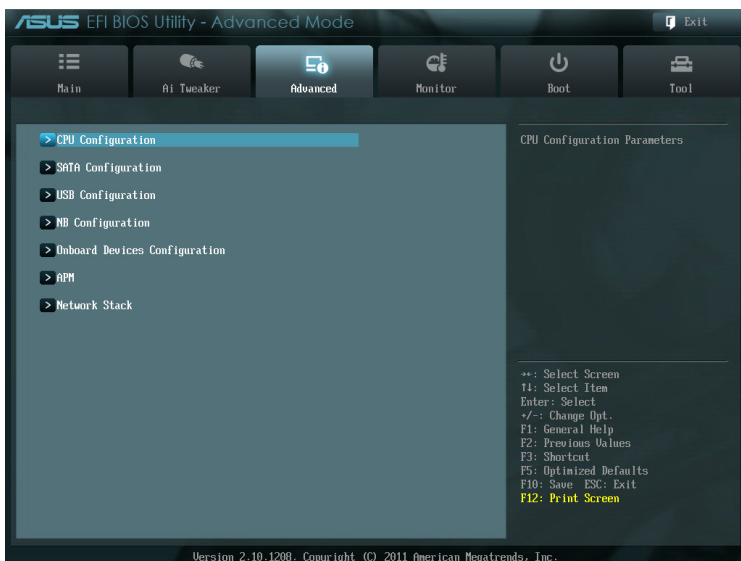 ASUS EFI BIOS Utility - Advanced Mode
Exit
Main
Ai Tweaker
Advanced
Monitor
Boot
Tool
> CPU Configuration
> SATA Configuration
> USB Configuration
> NB Configuration
> Onboard Devices Configuration
> APM
> Network Stack
CPU Configuration Parameters
→←: Select Screen
↑↓: Select Item
Enter: Select
+/-: Change Opt.
F1: General Help
F2: Previous Values
F3: Shortcut
F5: Optimized Defaults
F10: Save ESC: Exit
F12: Print Screen
Version 2.10.1208. Copyright (C) 2011 American Megatrends, Inc.